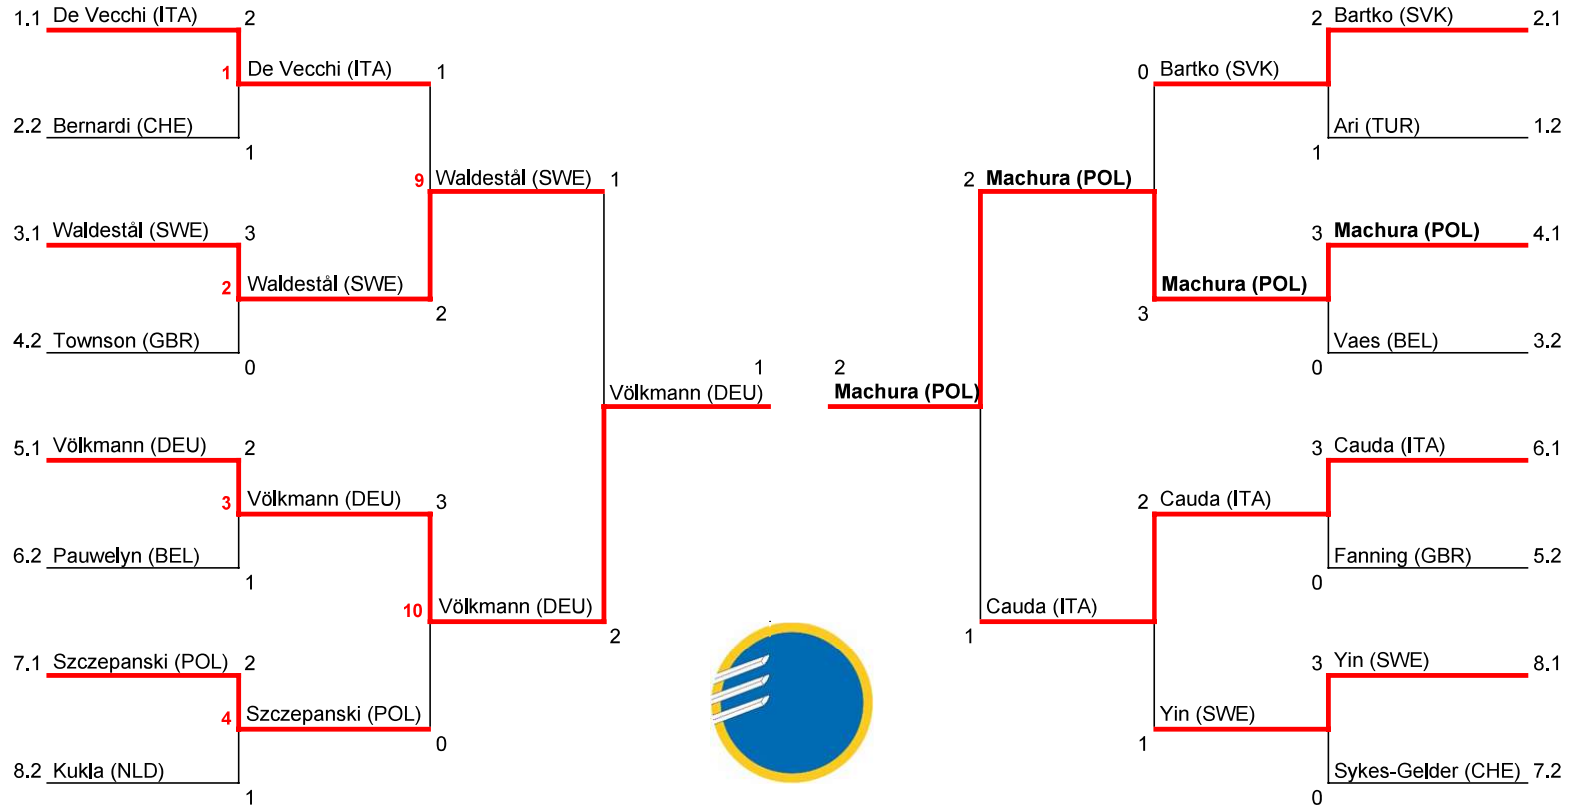 1.1 De Vecchi (ITA) 2
1 De Vecchi (ITA) 1
2.2 Bernardi (CHE) 1
9 Waldestål (SWE) 1
3.1 Waldestål (SWE) 3
2 Waldestål (SWE) 2
4.2 Townson (GBR) 0
Völkmann (DEU) 1
5.1 Völkmann (DEU) 2
3 Völkmann (DEU) 3
6.2 Pauwelyn (BEL) 1
10 Völkmann (DEU) 2
7.1 Szczepanski (POL) 2
4 Szczepanski (POL) 0
8.2 Kukla (NLD) 1
2 Bartko (SVK) 2.1
0 Bartko (SVK)
1 Ari (TUR) 1.2
2 Machura (POL)
3 Machura (POL) 4.1
3 Machura (POL)
0 Vaes (BEL) 3.2
2 Machura (POL)
3 Cauda (ITA) 6.1
2 Cauda (ITA)
0 Fanning (GBR) 5.2
1 Cauda (ITA)
3 Yin (SWE) 8.1
1 Yin (SWE)
0 Sykes-Gelder (CHE) 7.2